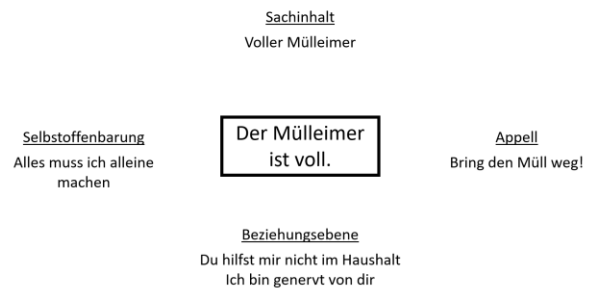 Sachinhalt
Voller Mülleimer
Selbstoffenbarung
Alles muss ich alleine
machen
Der Mülleimer
ist voll.
Appell
Bring den Müll weg!
Beziehungsebene
Du hilfst mir nicht im Haushalt
Ich bin genervt von dir